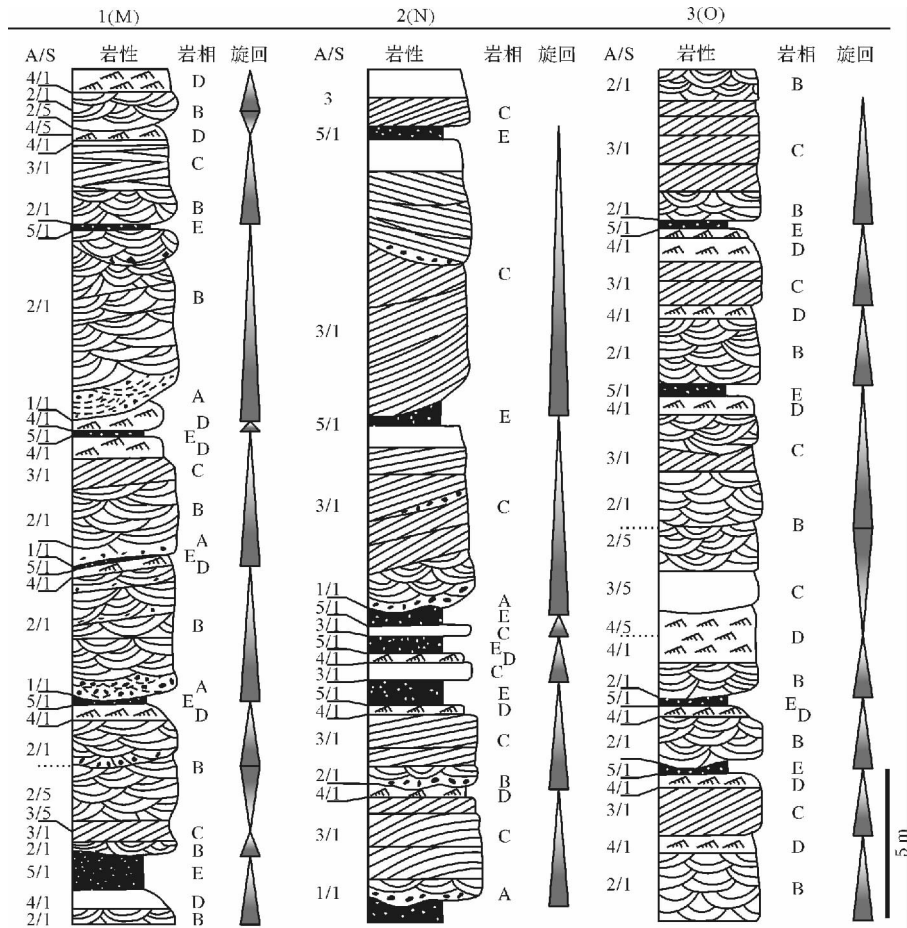 1(M)
A/S 岩性 岩相 旋回
4/1 D
2/1
2/5 B
4/5
4/1 D
3/1 C
2/1 B
5/1 E
2/1 B
1/1 A
4/1 D
5/1 E
4/1 D
3/1 C
2/1 B
1/1 A
5/1 E
4/1 D
2/1 B
1/1 A
5/1 E
4/1 D
2/1
B
2/5
3/5
3/1 C
2/1 B
5/1 E
4/1 D
2/1 B
2(N)
A/S 岩性 岩相 旋回
3 C
5/1 E
C
3/1
5/1 E
3/1 C
1/1 A
5/1 E
3/1 C
5/1 E
4/1 D
3/1 C
5/1 E
4/1 D
3/1 C
2/1 B
4/1 D
3/1 C
1/1 A
3(O)
A/S 岩性 岩相 旋回
2/1 B
3/1 C
2/1 B
5/1 E
4/1 D
3/1 C
4/1 D
2/1 B
5/1 E
4/1 D
3/1 C
2/1
B
2/5
3/5 C
4/5
D
4/1
2/1 B
5/1 E
4/1 D
2/1 B
5/1 E
4/1 D
3/1 C
4/1 D
2/1 B
5 m